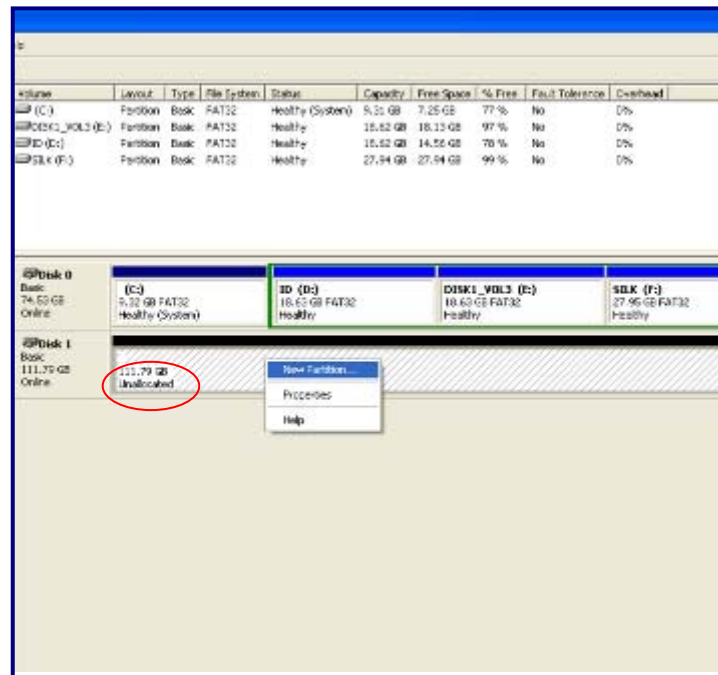 Volume Layout Type File System Status Capacity Free Space % Free Fault Tolerance Overhead
(C:) Partition Basic FAT32 Healthy (System) 9.31 GB 7.25 GB 77 % No 0%
DISK1_VOL3 (E:) Partition Basic FAT32 Healthy 18.62 GB 18.13 GB 97 % No 0%
ID (D:) Partition Basic FAT32 Healthy 18.62 GB 14.56 GB 78 % No 0%
SILK (F:) Partition Basic FAT32 Healthy 27.94 GB 27.94 GB 99 % No 0%
Disk 0
Basic
74.53 GB
Online
(C:)
9.32 GB FAT32
Healthy (System)
ID (D:)
18.63 GB FAT32
Healthy
DISK1_VOL3 (E:)
18.63 GB FAT32
Healthy
SILK (F:)
27.95 GB FAT32
Healthy
Disk 1
Basic
111.79 GB
Online
111.79 GB
Unallocated
New Partition...
Properties
Help